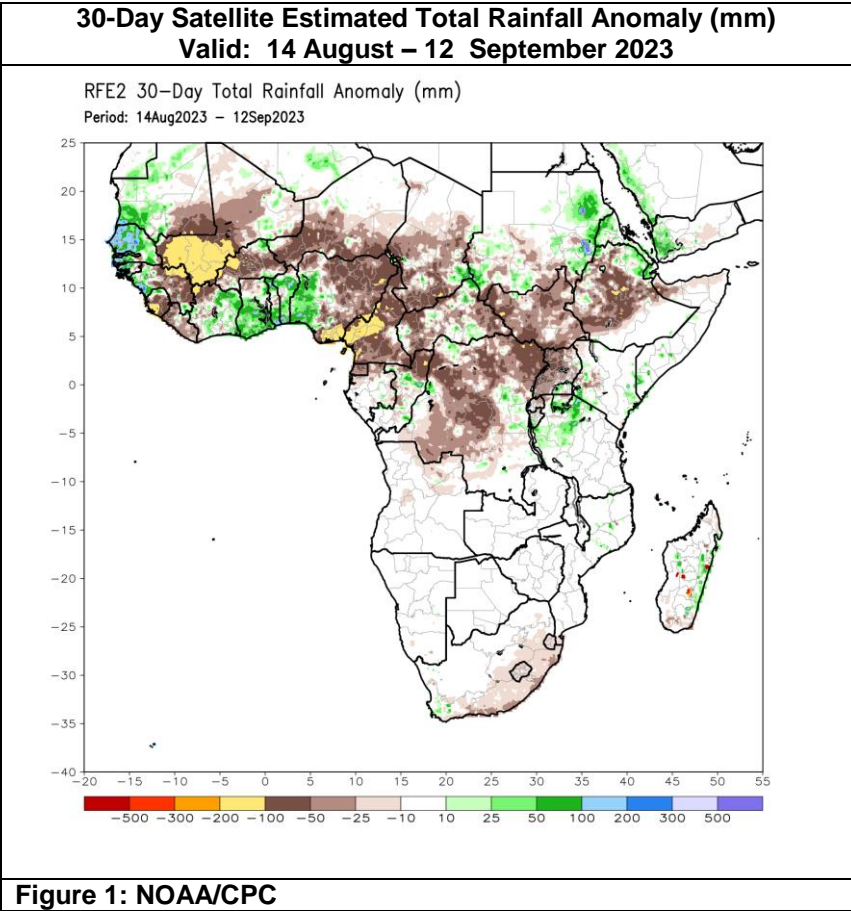 30-Day Satellite Estimated Total Rainfall Anomaly (mm)
Valid: 14 August – 12 September 2023
RFE2 30-Day Total Rainfall Anomaly (mm)
Period: 14Aug2023 - 12Sep2023
25
20
15
10
5
0
-5
-10
-15
-20
-25
-30
-35
-40
-20 -15 -10 -5 0 5 10 15 20 25 30 35 40 45 50 55
-500 -300 -200 -100 -50 -25 -10 10 25 50 100 200 300 500
Figure 1: NOAA/CPC